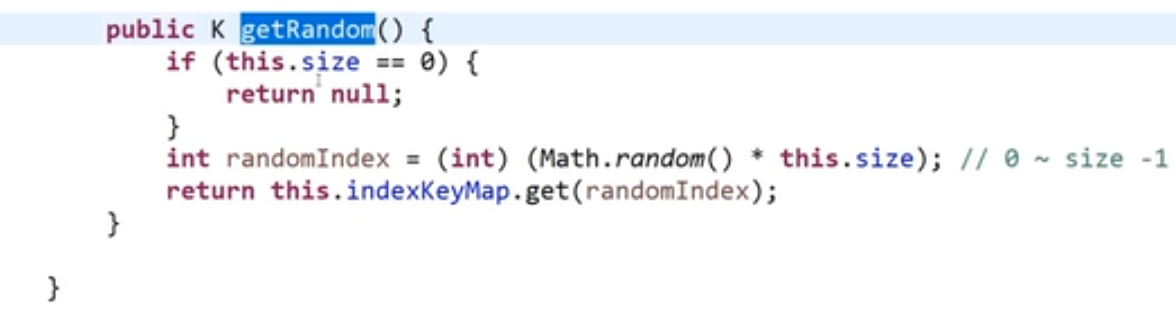 public K getRandom() {
if (this.size == 0) {
return null;
}
int randomIndex = (int) (Math.random() * this.size); // 0 ~ size -1
return this.indexKeyMap.get(randomIndex);
}
}